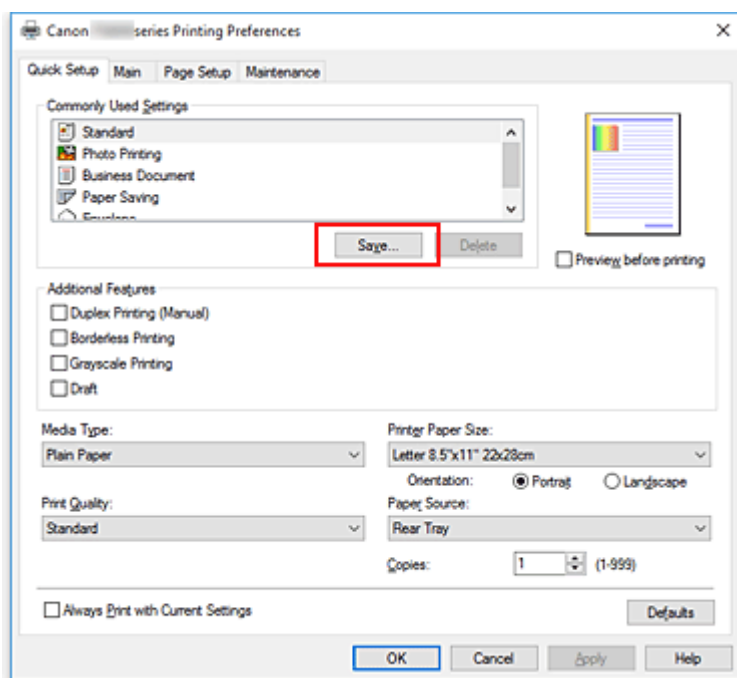 Canon series Printing Preferences
Quick Setup Main Page Setup Maintenance
Commonly Used Settings
Standard
Photo Printing
Business Document
Paper Saving
Envelope
Save... Delete
Preview before printing
Additional Features
Duplex Printing (Manual)
Borderless Printing
Grayscale Printing
Draft
Media Type: Printer Paper Size:
Plain Paper Letter 8.5"x11" 22x28cm
Orientation: Portrait Landscape
Print Quality: Paper Source:
Standard Rear Tray
Copies: 1 (1-999)
Always Print with Current Settings Defaults
OK Cancel Apply Help